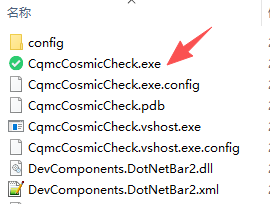 名称
config
CqmcCosmicCheck.exe
CqmcCosmicCheck.exe.config
CqmcCosmicCheck.pdb
CqmcCosmicCheck.vshost.exe
CqmcCosmicCheck.vshost.exe.config
DevComponents.DotNetBar2.dll
DevComponents.DotNetBar2.xml